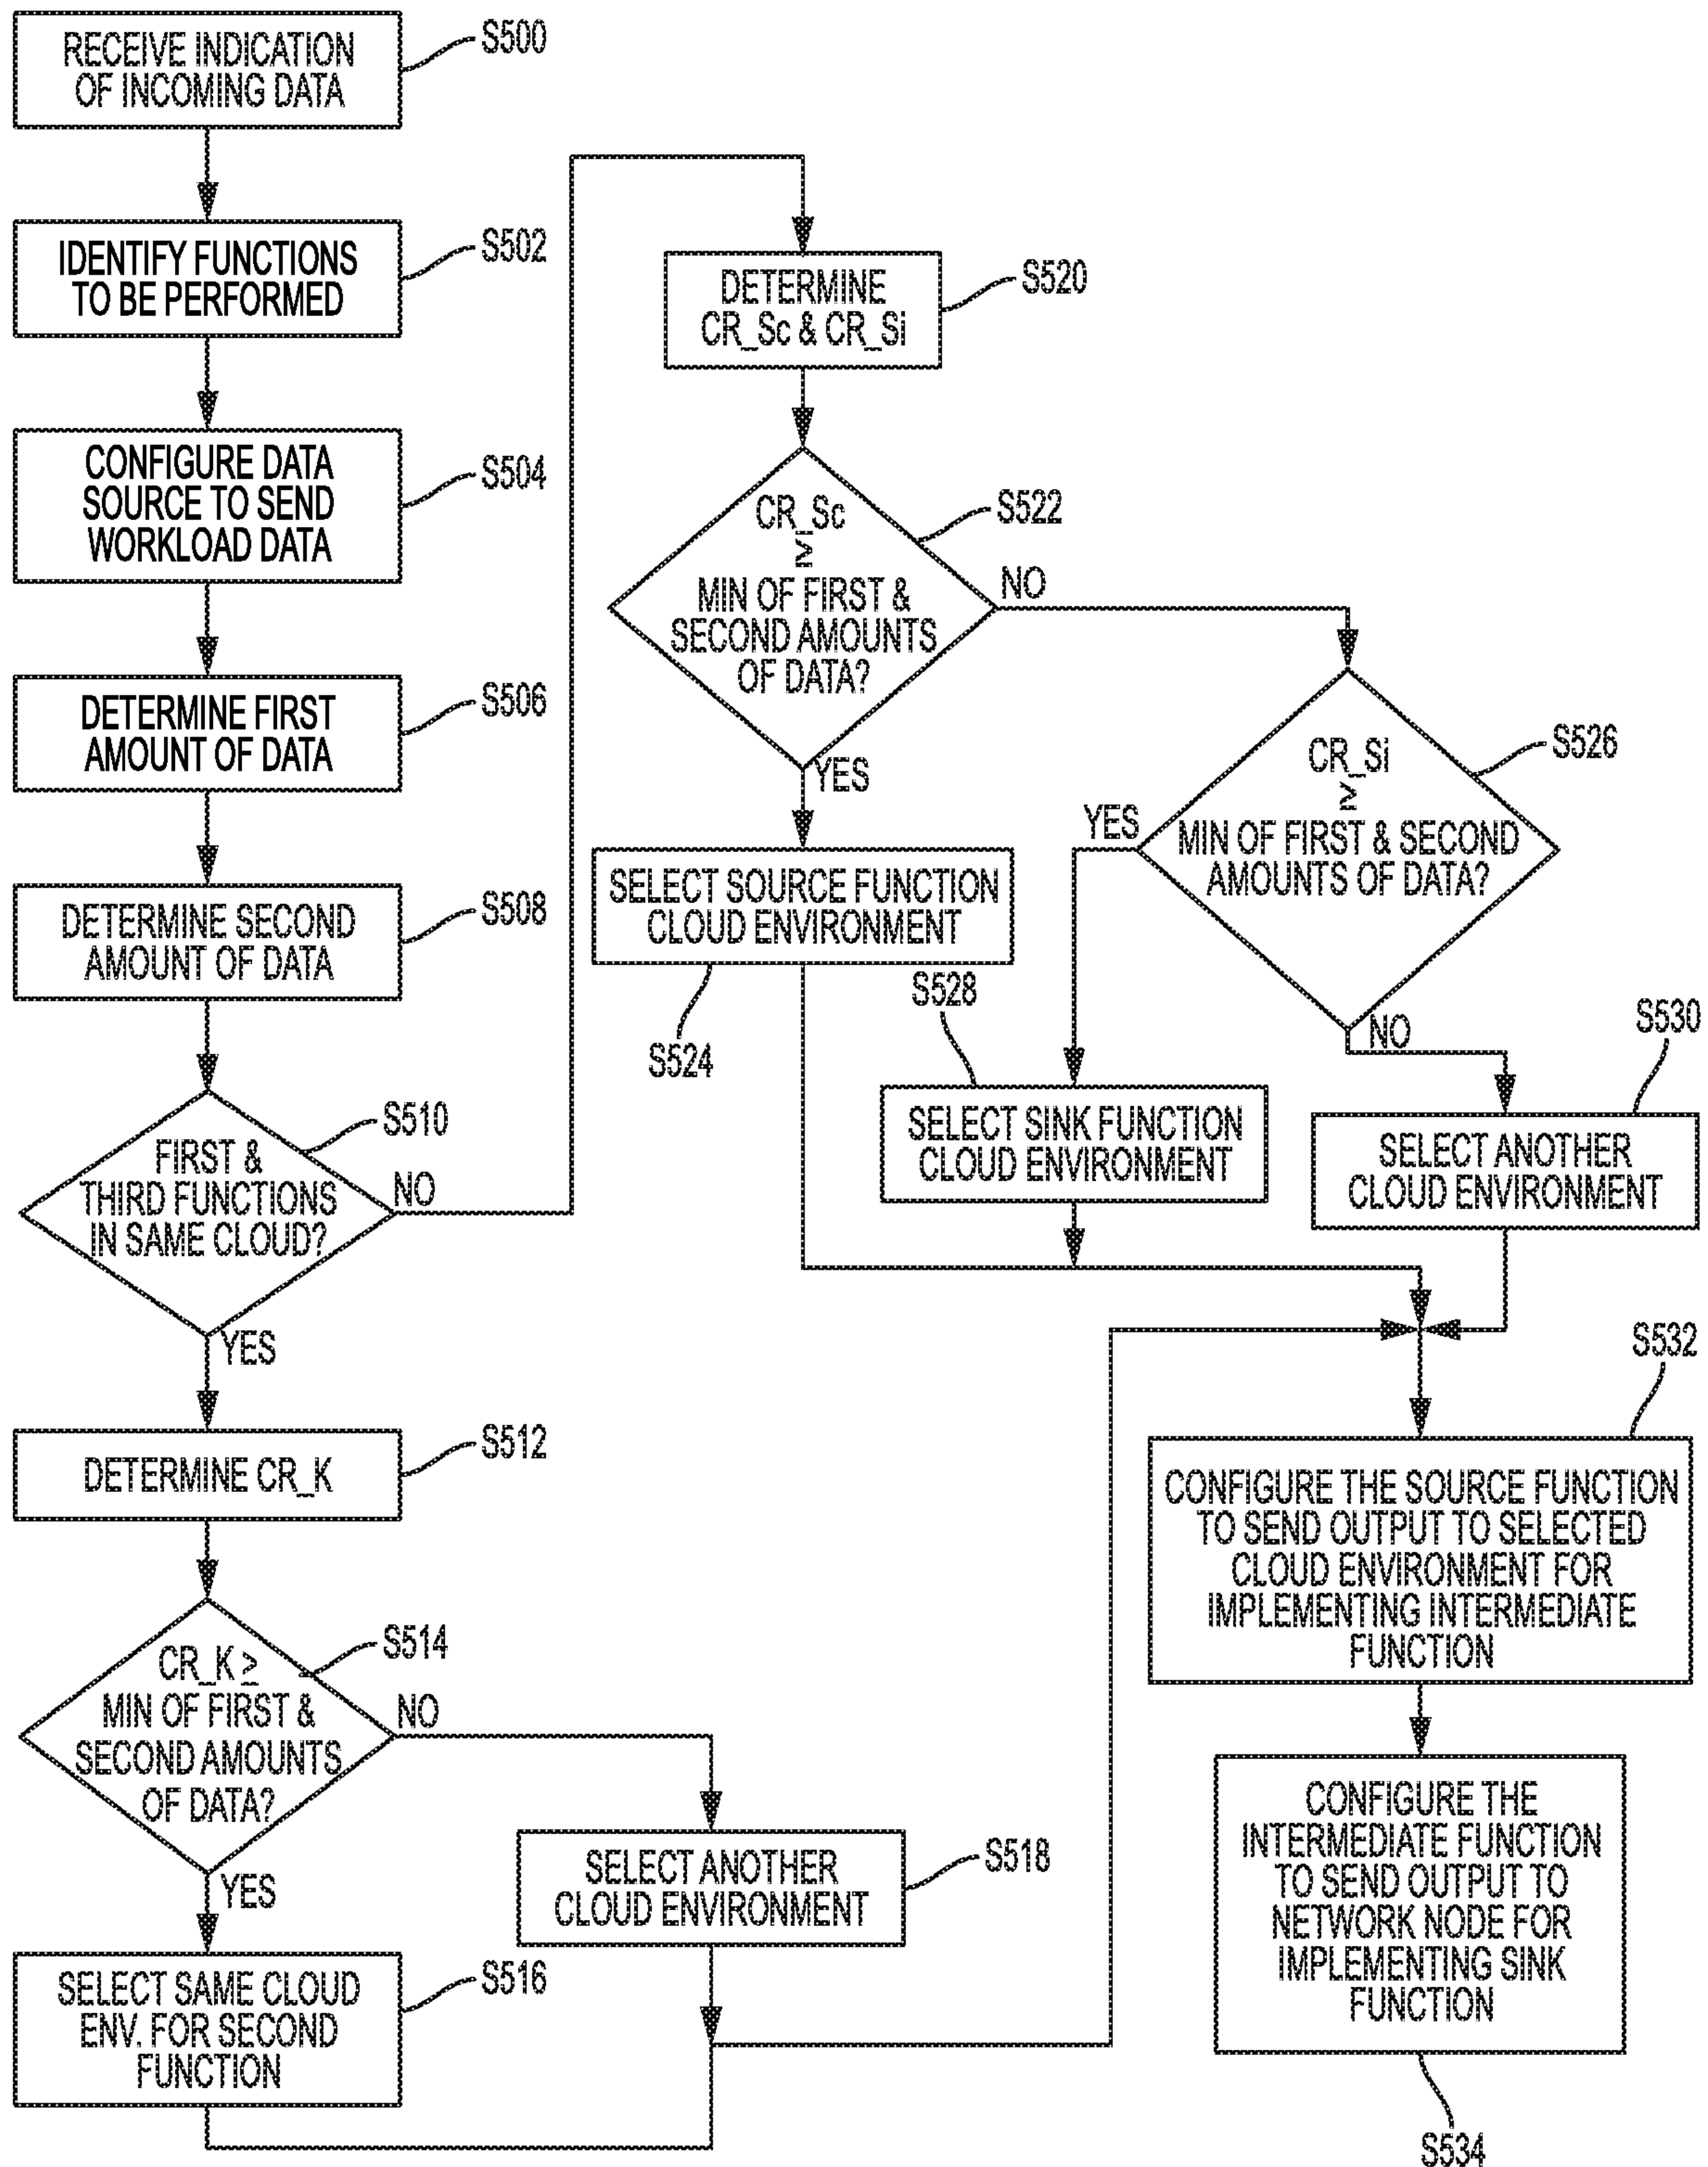 RECEIVE INDICATION
OF INCOMING DATA
S500
IDENTIFY FUNCTIONS
TO BE PERFORMED
S502
CONFIGURE DATA
SOURCE TO SEND
WORKLOAD DATA
S504
DETERMINE FIRST
AMOUNT OF DATA
S506
DETERMINE SECOND
AMOUNT OF DATA
S508
FIRST &
THIRD FUNCTIONS
IN SAME CLOUD?
S510
NO
YES
DETERMINE CR_K
S512
CR_K ≥
MIN OF FIRST &
SECOND AMOUNTS
OF DATA?
S514
NO
YES
SELECT SAME CLOUD
ENV. FOR SECOND
FUNCTION
S516
SELECT ANOTHER
CLOUD ENVIRONMENT
S518
DETERMINE
CR_Sc & CR_Si
S520
CR_Sc
≥
MIN OF FIRST &
SECOND AMOUNTS
OF DATA?
S522
NO
YES
SELECT SOURCE FUNCTION
CLOUD ENVIRONMENT
S524
CR_Si
≥
MIN OF FIRST & SECOND
AMOUNTS OF DATA?
S526
YES
NO
SELECT SINK FUNCTION
CLOUD ENVIRONMENT
S528
SELECT ANOTHER
CLOUD ENVIRONMENT
S530
CONFIGURE THE SOURCE FUNCTION
TO SEND OUTPUT TO SELECTED
CLOUD ENVIRONMENT FOR
IMPLEMENTING INTERMEDIATE
FUNCTION
S532
CONFIGURE THE
INTERMEDIATE FUNCTION
TO SEND OUTPUT TO
NETWORK NODE FOR
IMPLEMENTING SINK
FUNCTION
S534